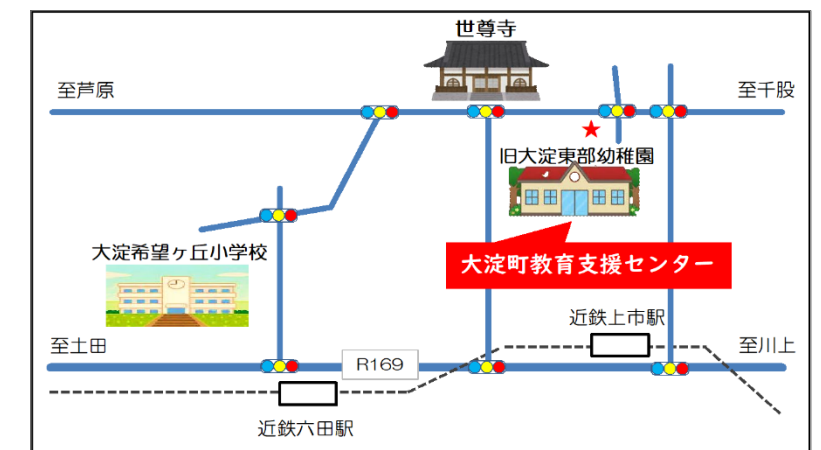 世尊寺
至芦原
至千股
旧大淀東部幼稚園
大淀希望ヶ丘小学校
大淀町教育支援センター
近鉄上市駅
至土田
至川上
R169
近鉄六田駅